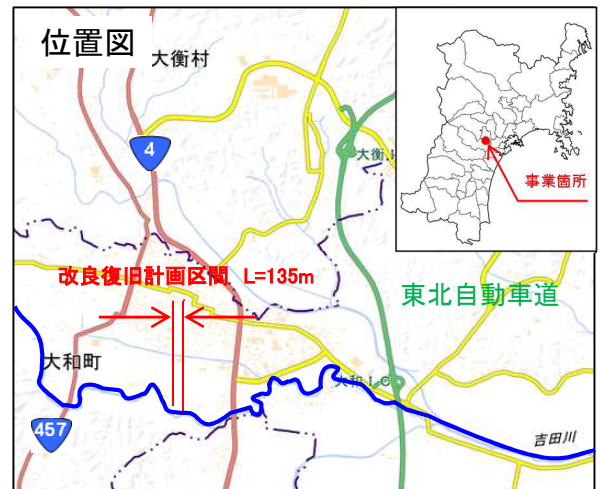 位置図
大衡村
4
大衡
事業箇所
改良復旧計画区間 L=135m
東北自動車道
大和町
大和IC
457
吉田川